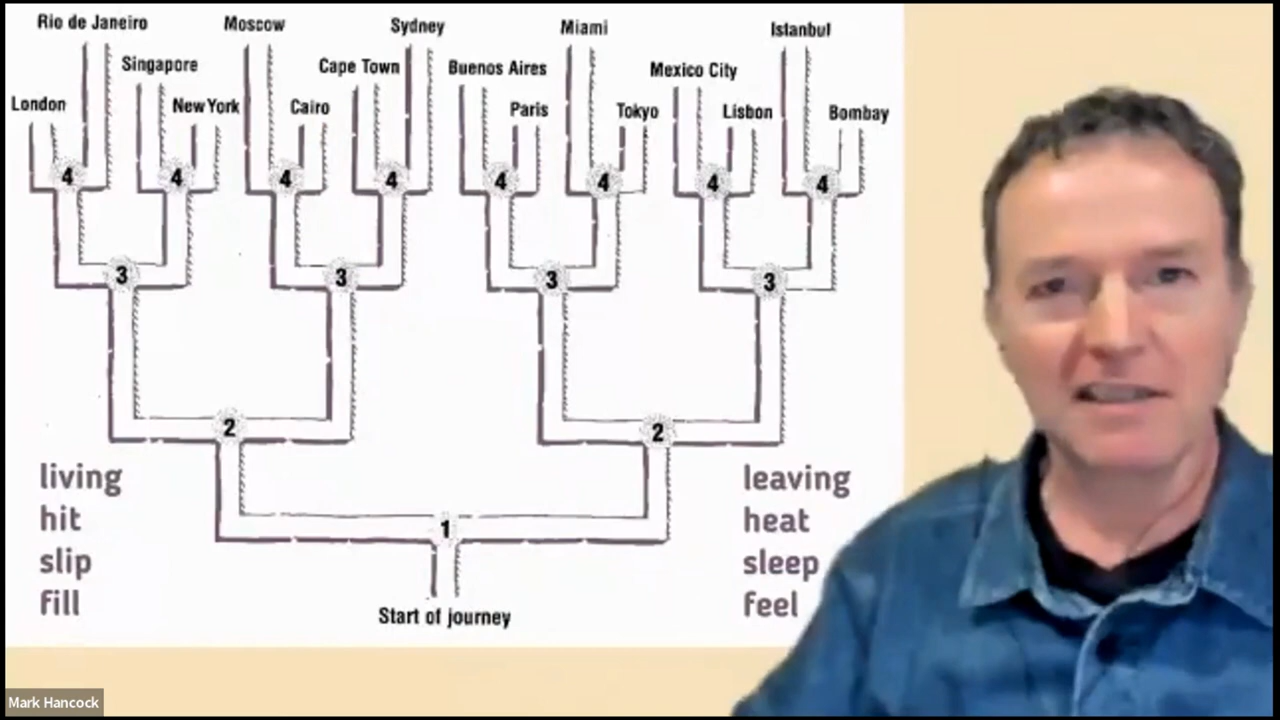 Rio de Janeiro
Moscow
Sydney
Miami
Istanbul
Singapore
Cape Town
Buenos Aires
Mexico City
London
New York
Cairo
Paris
Tokyo
Lisbon
Bombay
4 4 4 4 4 4 4 4
3 3 3 3
2 2
living
hit
slip
fill
leaving
heat
sleep
feel
1
Start of journey
Mark Hancock